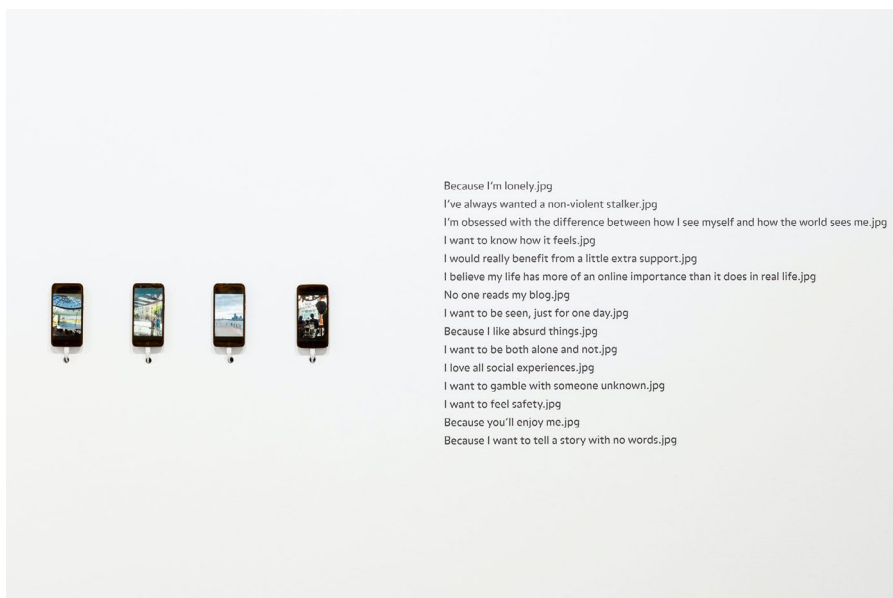 Because I'm lonely.jpg
I've always wanted a non-violent stalker.jpg
I'm obsessed with the difference between how I see myself and how the world sees me.jpg
I want to know how it feels.jpg
I would really benefit from a little extra support.jpg
I believe my life has more of an online importance than it does in real life.jpg
No one reads my blog.jpg
I want to be seen, just for one day.jpg
Because I like absurd things.jpg
I want to be both alone and not.jpg
I love all social experiences.jpg
I want to gamble with someone unknown.jpg
I want to feel safety.jpg
Because you'll enjoy me.jpg
Because I want to tell a story with no words.jpg